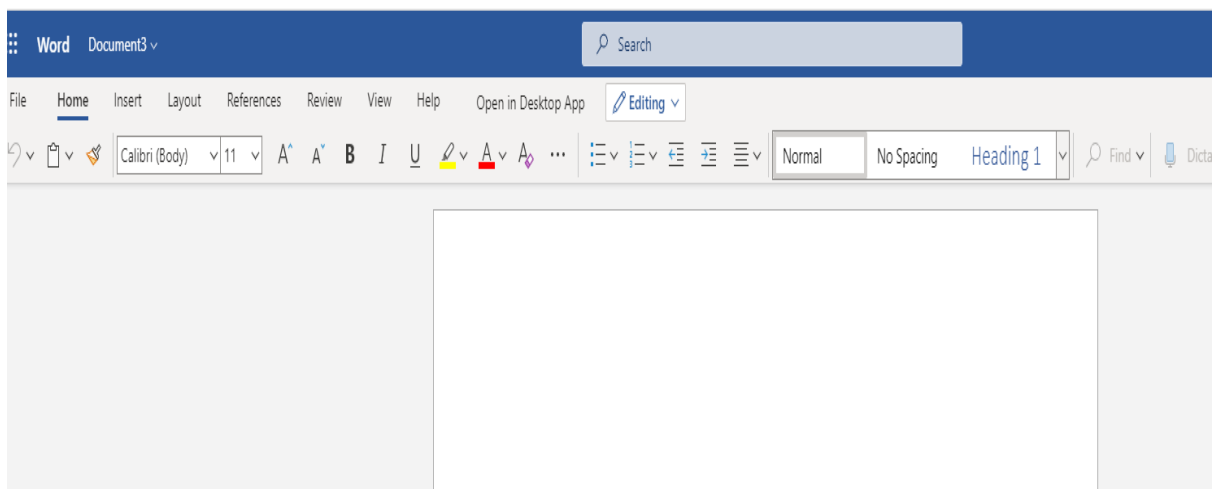 Word Document3 Search
File Home Insert Layout References Review View Help Open in Desktop App Editing
Calibri (Body) 11 A A B I U A A ... Normal No Spacing Heading 1 Find Dicta